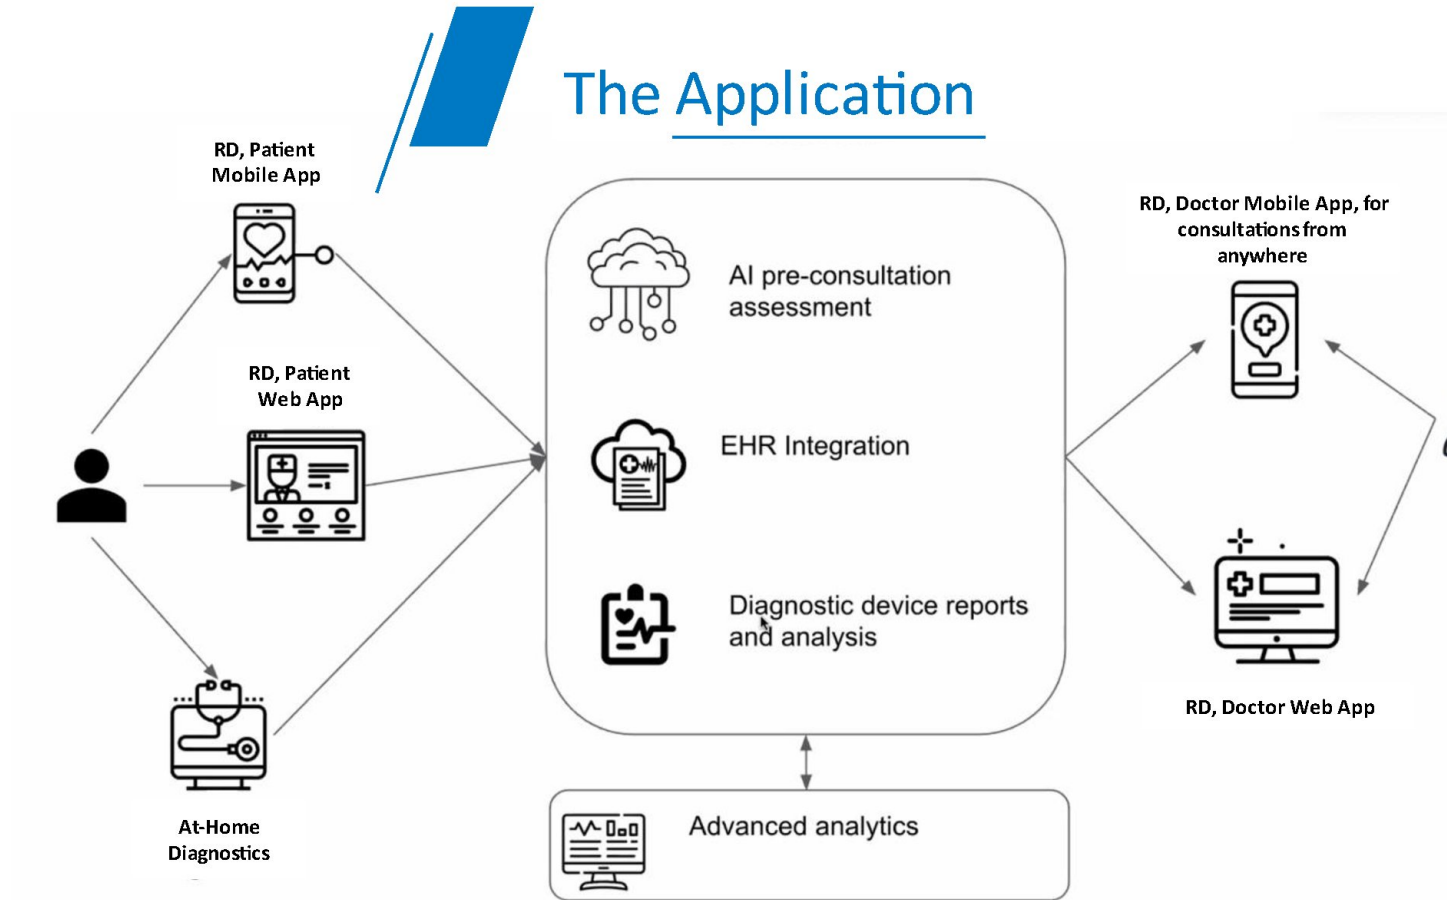 The Application
RD, Patient
Mobile App
RD, Patient
Web App
At-Home
Diagnostics
AI pre-consultation
assessment
EHR Integration
Diagnostic device reports
and analysis
Advanced analytics
RD, Doctor Mobile App, for
consultations from
anywhere
RD, Doctor Web App